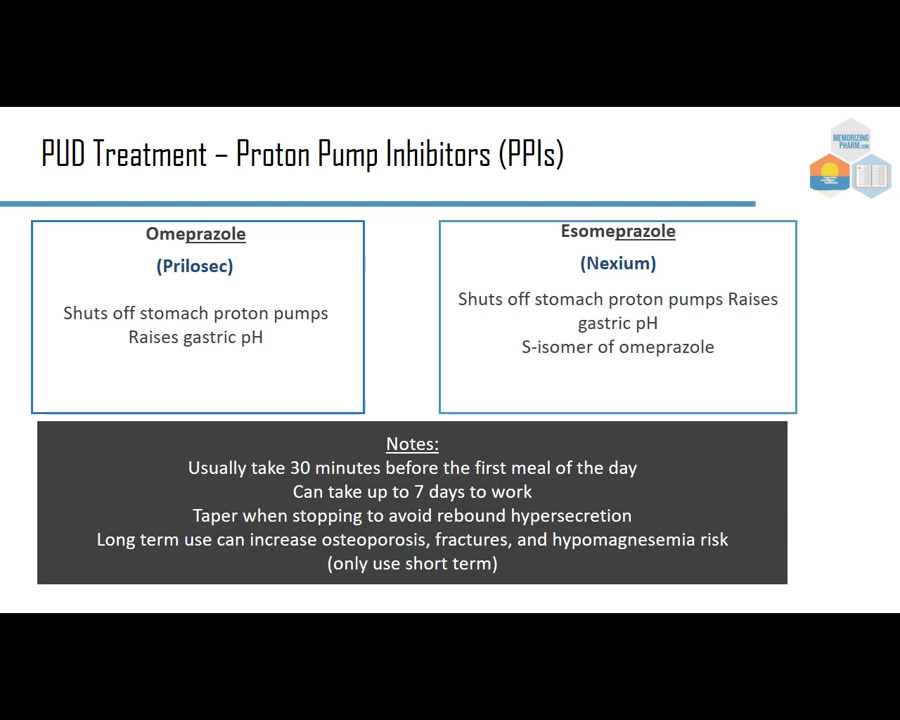 PUD Treatment – Proton Pump Inhibitors (PPIs)
MEMORIZING
PHARM.COM
Omeprazole
(Prilosec)
Shuts off stomach proton pumps
Raises gastric pH
Esomeprazole
(Nexium)
Shuts off stomach proton pumps Raises
gastric pH
S-isomer of omeprazole
Notes:
Usually take 30 minutes before the first meal of the day
Can take up to 7 days to work
Taper when stopping to avoid rebound hypersecretion
Long term use can increase osteoporosis, fractures, and hypomagnesemia risk
(only use short term)